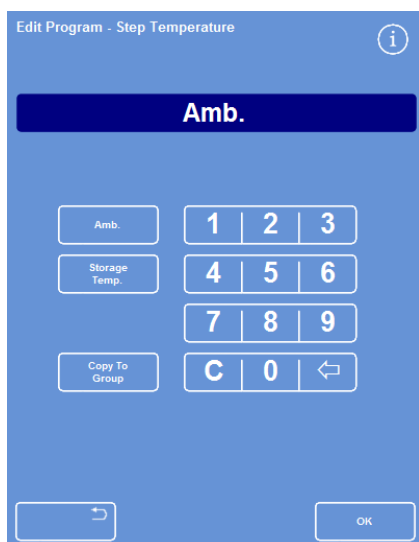 Edit Program - Step Temperature
i
Amb.
Amb.
1 2 3
Storage
Temp.
4 5 6
7 8 9
Copy To
Group
C 0
OK